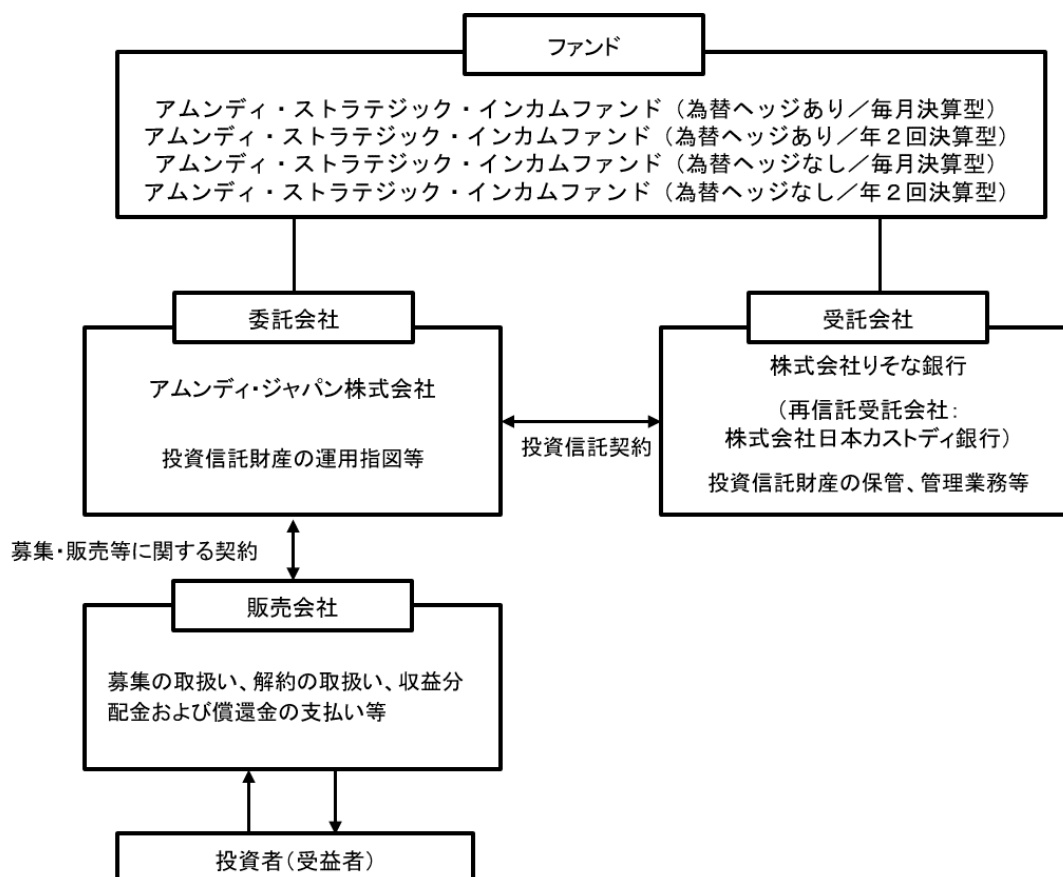 ファンド
アムンディ・ストラテジック・インカムファンド（為替ヘッジあり／毎月決算型）
アムンディ・ストラテジック・インカムファンド（為替ヘッジあり／年２回決算型）
アムンディ・ストラテジック・インカムファンド（為替ヘッジなし／毎月決算型）
アムンディ・ストラテジック・インカムファンド（為替ヘッジなし／年２回決算型）
委託会社
アムンディ・ジャパン株式会社
投資信託財産の運用指図等
投資信託契約
受託会社
株式会社りそな銀行
（再信託受託会社：
株式会社日本カストディ銀行）
投資信託財産の保管、管理業務等
募集・販売等に関する契約
販売会社
募集の取扱い、解約の取扱い、収益分
配金および償還金の支払い等
投資者（受益者）